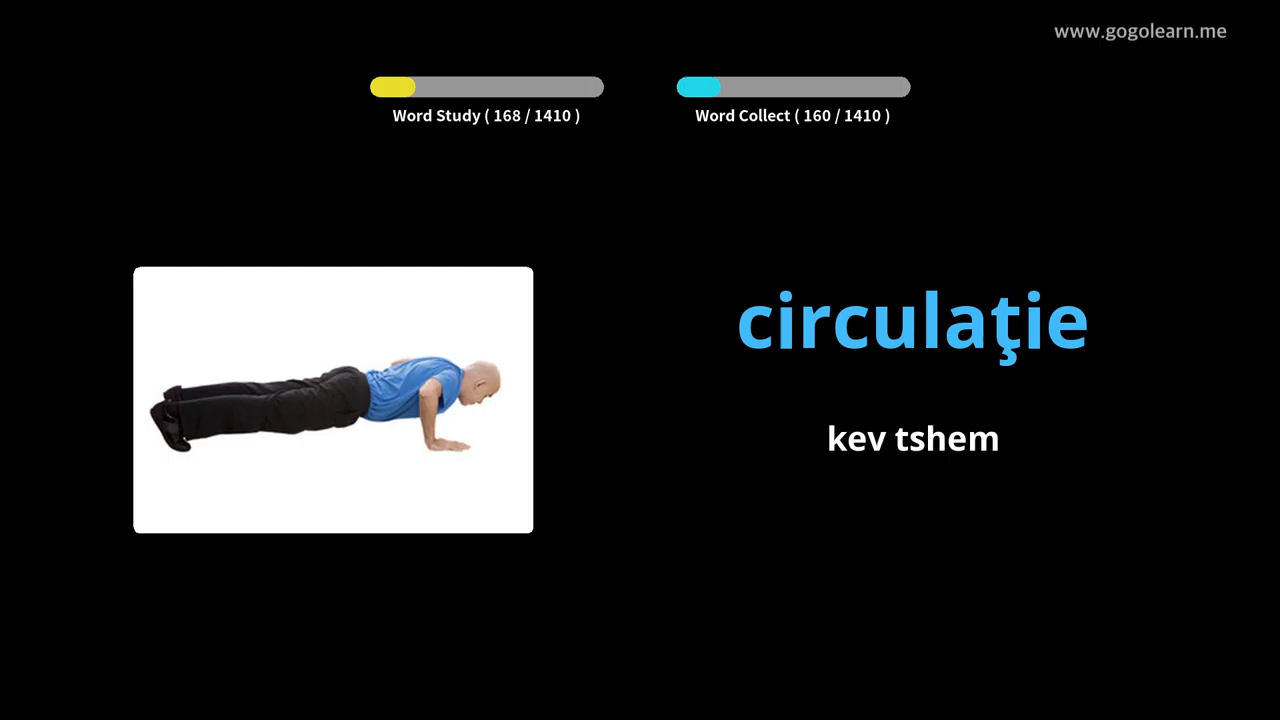 www.gogolearn.me
Word Study ( 168 / 1410 )
Word Collect ( 160 / 1410 )
circulaţie
kev tshem